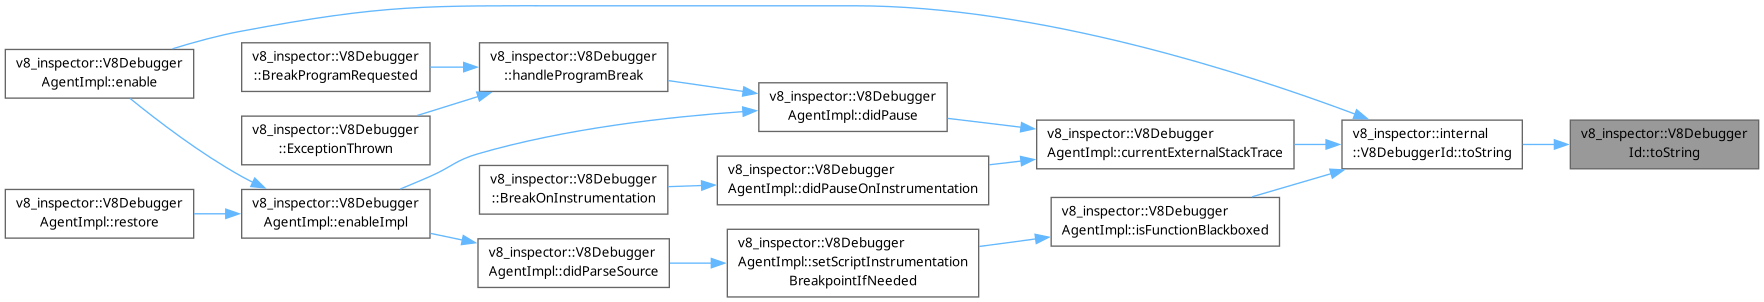 v8_inspector::V8Debugger
AgentImpl::enable
v8_inspector::V8Debugger
AgentImpl::restore
v8_inspector::V8Debugger
::BreakProgramRequested
v8_inspector::V8Debugger
::ExceptionThrown
v8_inspector::V8Debugger
AgentImpl::enableImpl
v8_inspector::V8Debugger
::handleProgramBreak
v8_inspector::V8Debugger
::BreakOnInstrumentation
v8_inspector::V8Debugger
AgentImpl::didParseSource
v8_inspector::V8Debugger
AgentImpl::didPause
v8_inspector::V8Debugger
AgentImpl::didPauseOnInstrumentation
v8_inspector::V8Debugger
AgentImpl::setScriptInstrumentation
BreakpointIfNeeded
v8_inspector::V8Debugger
AgentImpl::currentExternalStackTrace
v8_inspector::V8Debugger
AgentImpl::isFunctionBlackboxed
v8_inspector::internal
::V8DebuggerId::toString
v8_inspector::V8Debugger
Id::toString